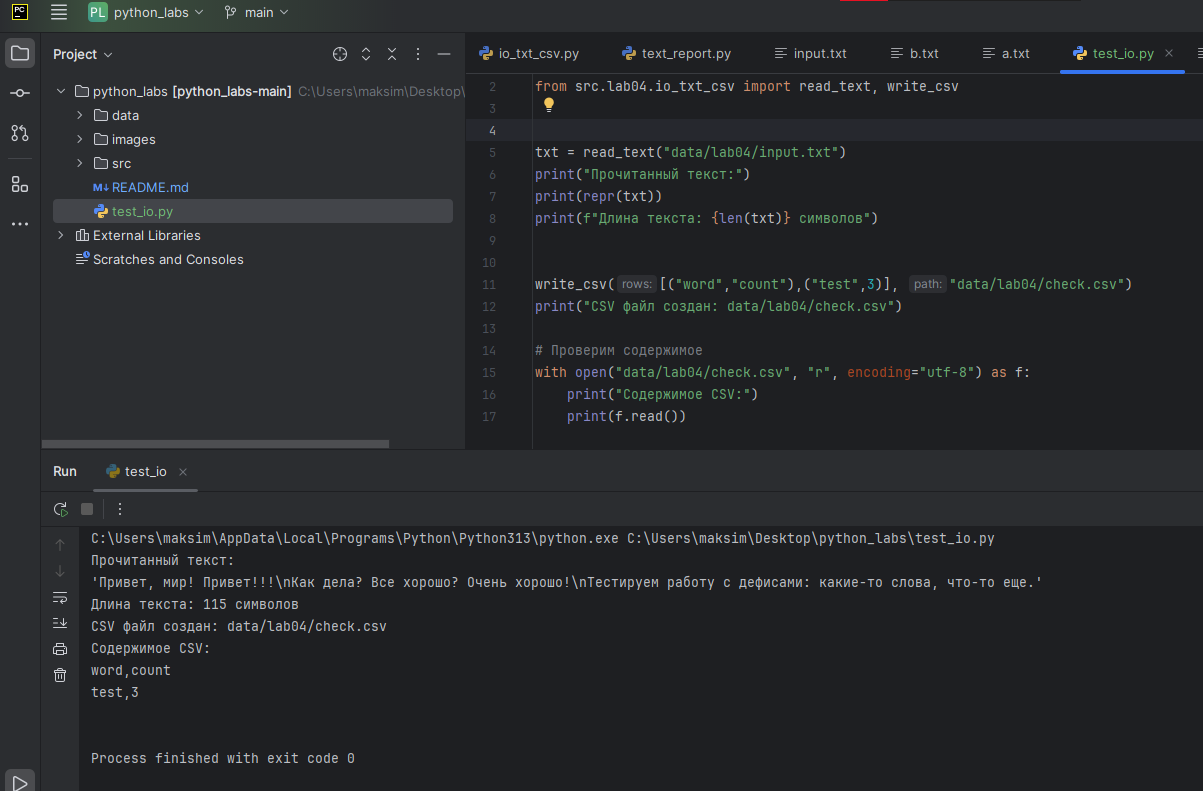 PC
PL python_labs main
Project
io_txt_csv.py text_report.py input.txt b.txt a.txt test_io.py
python_labs [python_labs-main] C:\Users\maksim\Desktop\
data
images
src
M↓ README.md
test_io.py
External Libraries
Scratches and Consoles
2 from src.lab04.io_txt_csv import read_text, write_csv
3
4
5 txt = read_text("data/lab04/input.txt")
6 print("Прочитанный текст:")
7 print(repr(txt))
8 print(f"Длина текста: {len(txt)} символов")
9
10
11 write_csv( rows: [("word","count"),("test",3)], path: "data/lab04/check.csv")
12 print("CSV файл создан: data/lab04/check.csv")
13
14 # Проверим содержимое
15 with open("data/lab04/check.csv", "r", encoding="utf-8") as f:
16 print("Содержимое CSV:")
17 print(f.read())
Run test_io
C:\Users\maksim\AppData\Local\Programs\Python\Python313\python.exe C:\Users\maksim\Desktop\python_labs\test_io.py
Прочитанный текст:
'Привет, мир! Привет!!!\nКак дела? Все хорошо? Очень хорошо!\nТестируем работу с дефисами: какие-то слова, что-то еще.'
Длина текста: 115 символов
CSV файл создан: data/lab04/check.csv
Содержимое CSV:
word,count
test,3
Process finished with exit code 0